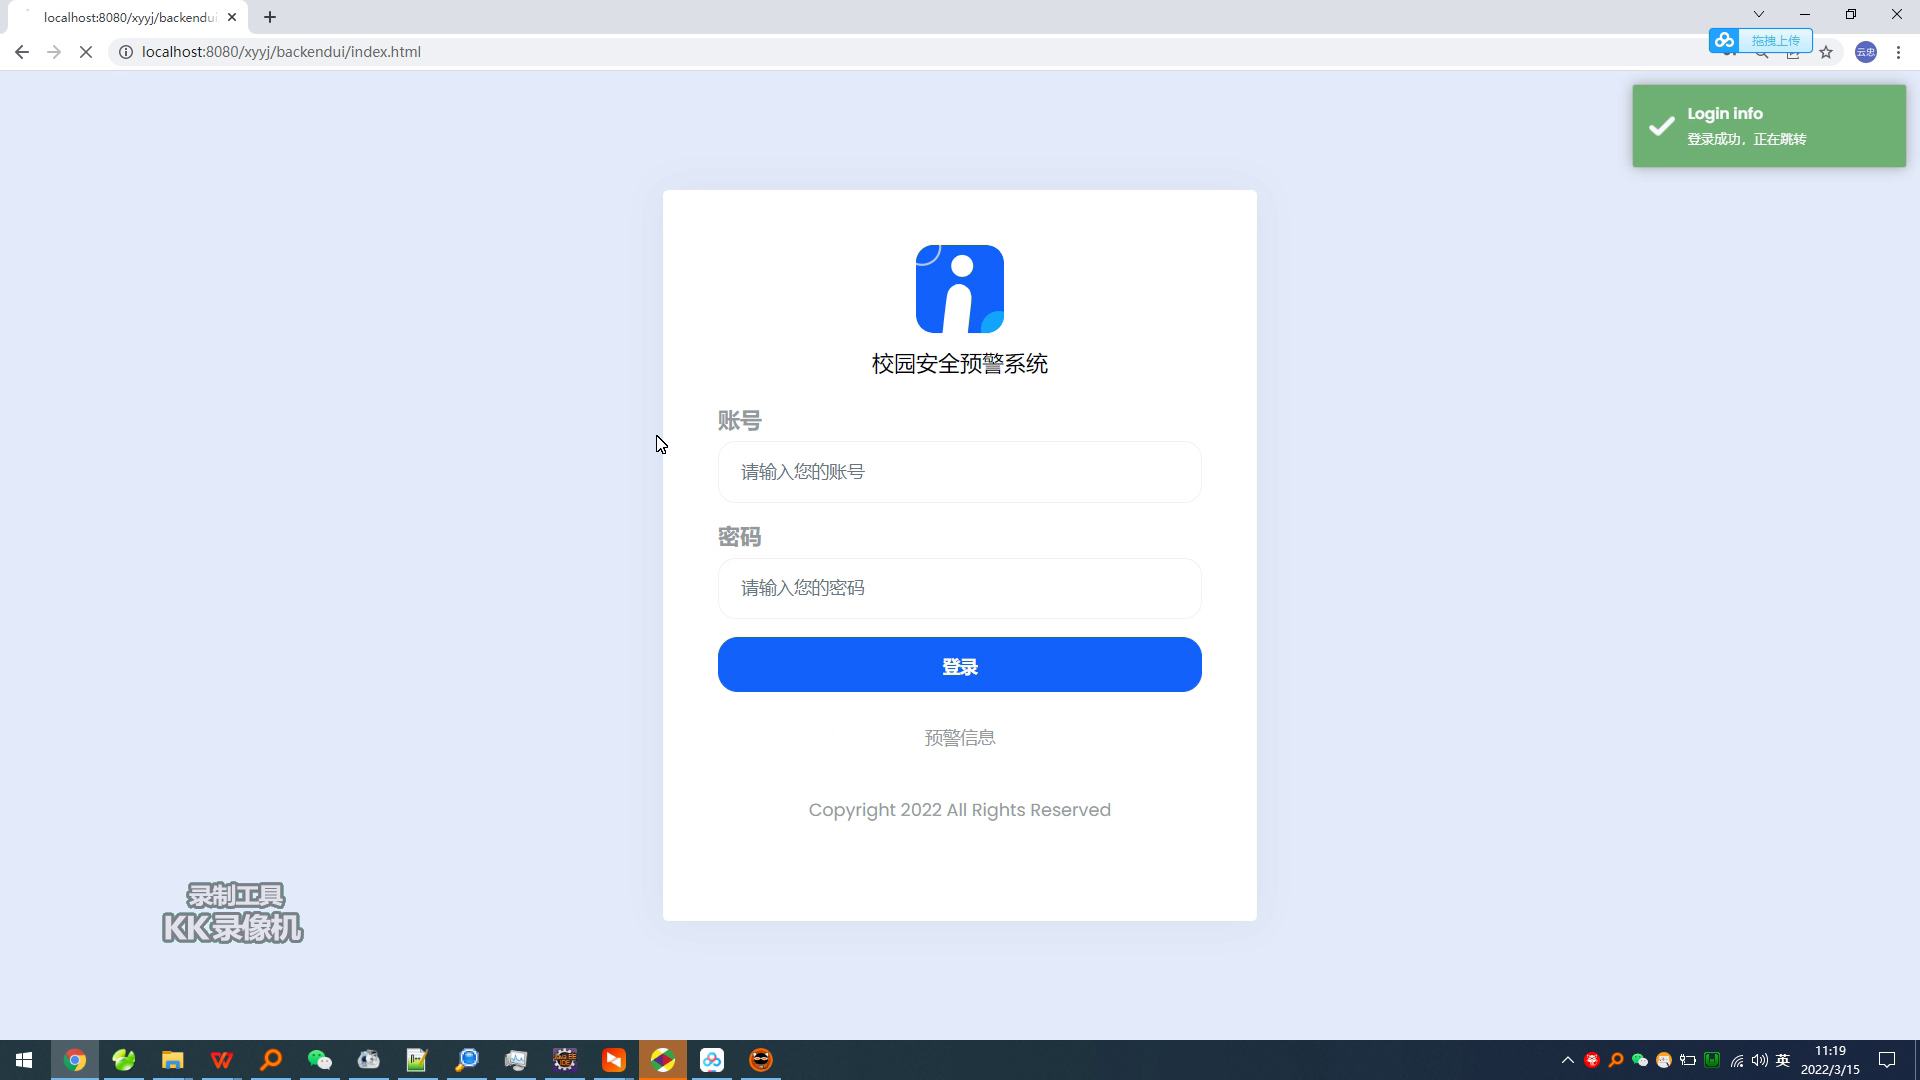 localhost:8080/xyyj/backendui
localhost:8080/xyyj/backendui/index.html
拖拽上传
云忠
Login info
登录成功，正在跳转
校园安全预警系统
账号
请输入您的账号
密码
请输入您的密码
登录
预警信息
Copyright 2022 All Rights Reserved
录制工具
KK录像机
英
11:19
2022/3/15